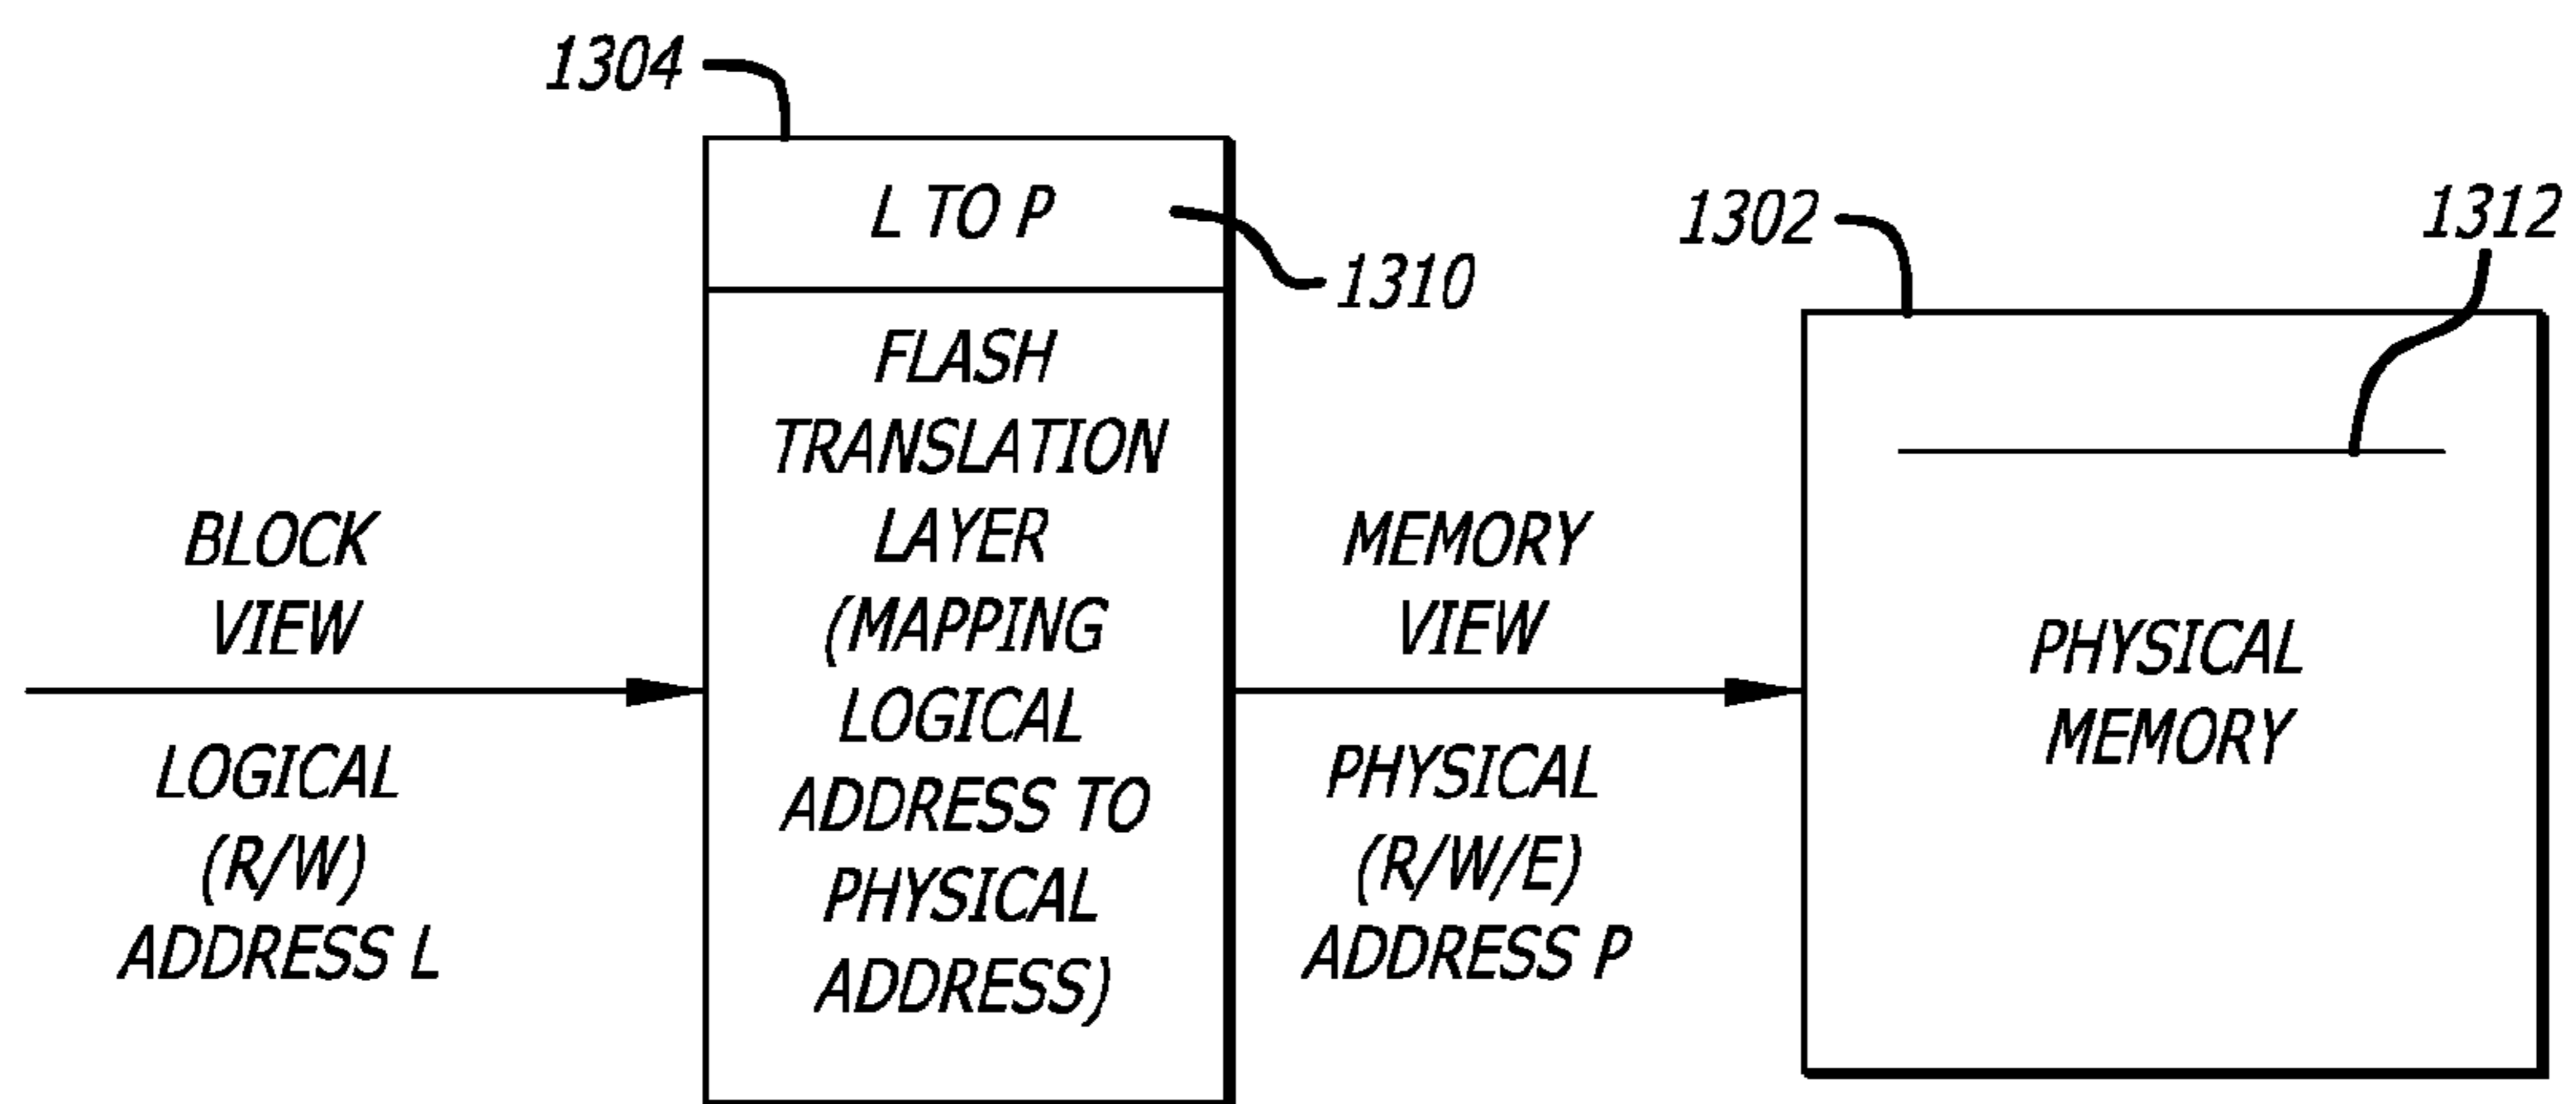 1304
L TO P
1310
1302
1312
FLASH
TRANSLATION
LAYER
(MAPPING
LOGICAL
ADDRESS TO
PHYSICAL
ADDRESS)
BLOCK
VIEW
LOGICAL
(R/W)
ADDRESS L
MEMORY
VIEW
PHYSICAL
(R/W/E)
ADDRESS P
PHYSICAL
MEMORY